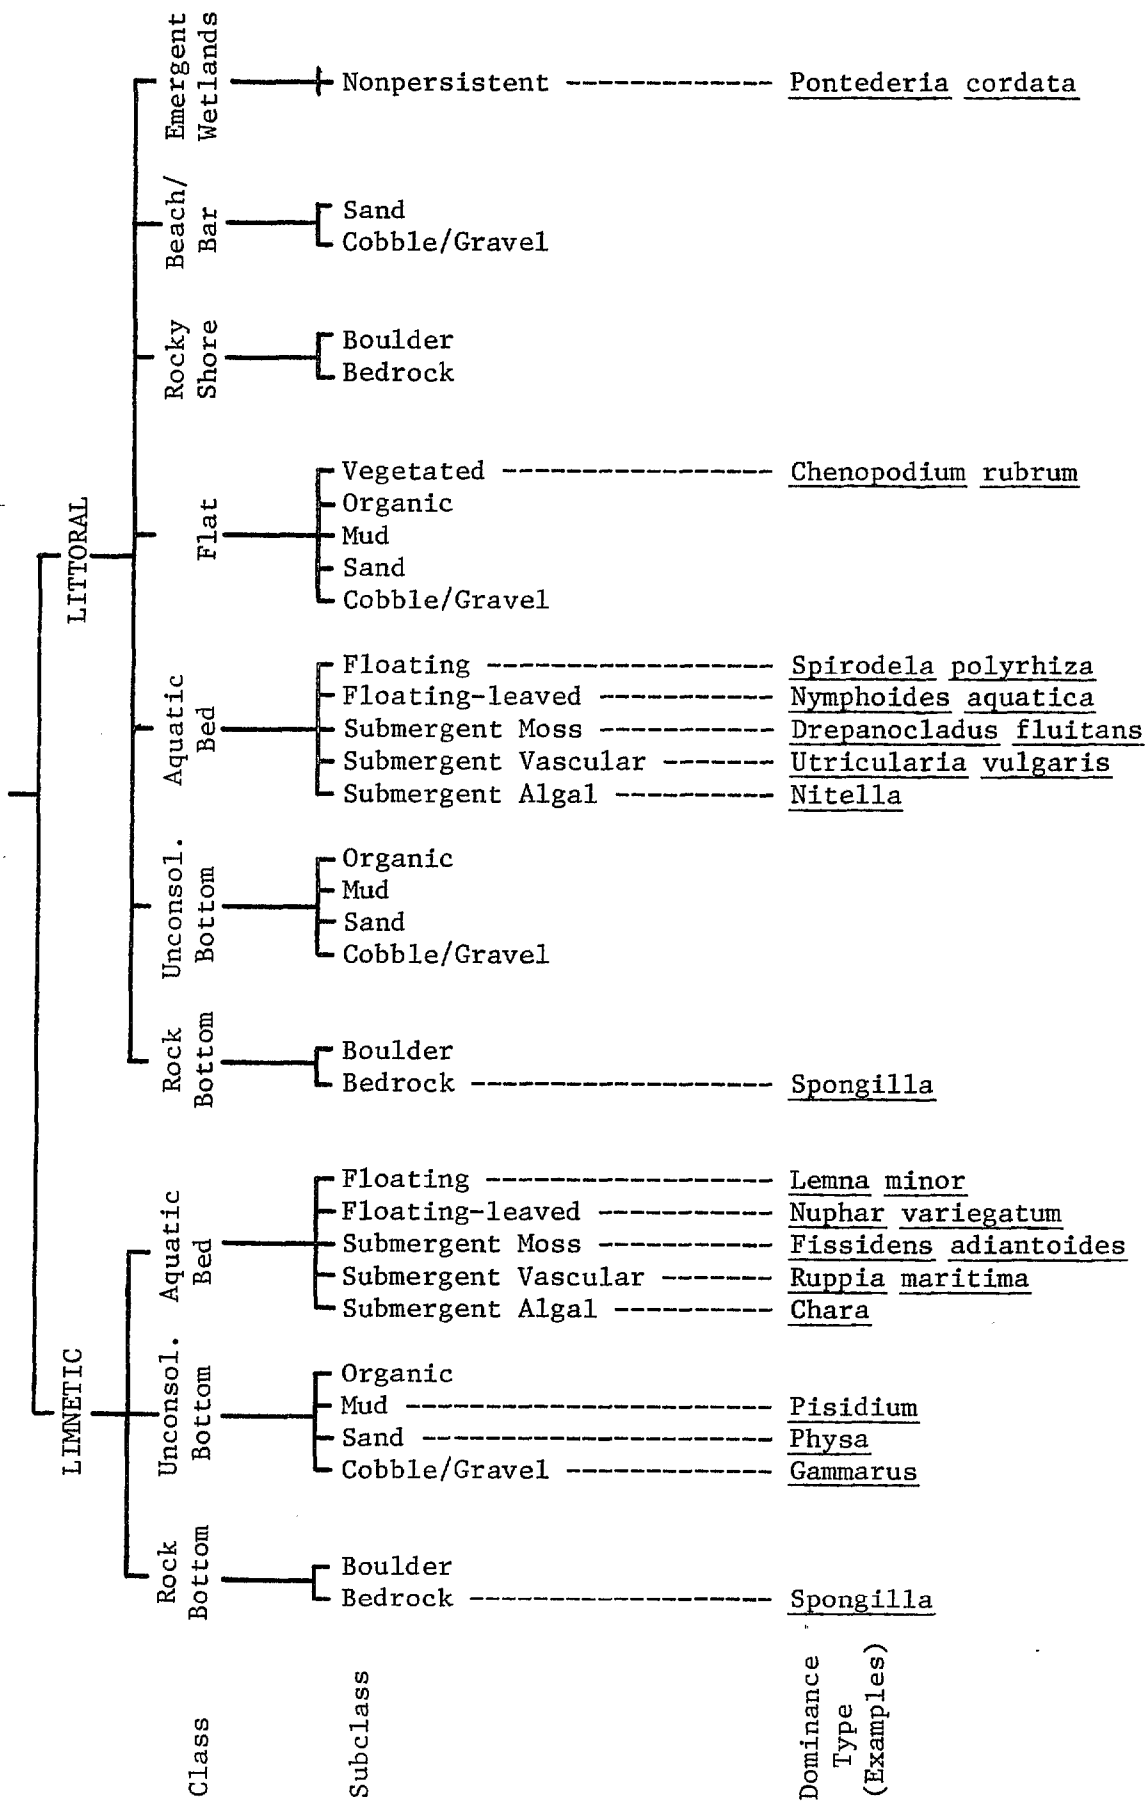 LITTORAL
Emergent
Wetlands
Nonpersistent Pontederia cordata
Beach/
Bar
Sand
Cobble/Gravel
Rocky
Shore
Boulder
Bedrock
Flat
Vegetated Chenopodium rubrum
Organic
Mud
Sand
Cobble/Gravel
Aquatic
Bed
Floating Spirodela polyrhiza
Floating-leaved Nymphoides aquatica
Submergent Moss Drepanocladus fluitans
Submergent Vascular Utricularia vulgaris
Submergent Algal Nitella
Unconsol.
Bottom
Organic
Mud
Sand
Cobble/Gravel
Rock
Bottom
Boulder
Bedrock Spongilla
LIMNETIC
Aquatic
Bed
Floating Lemna minor
Floating-leaved Nuphar variegatum
Submergent Moss Fissidens adiantoides
Submergent Vascular Ruppia maritima
Submergent Algal Chara
Unconsol.
Bottom
Organic
Mud Pisidium
Sand Physa
Cobble/Gravel Gammarus
Rock
Bottom
Boulder
Bedrock Spongilla
Class
Subclass
Dominance
Type
(Examples)